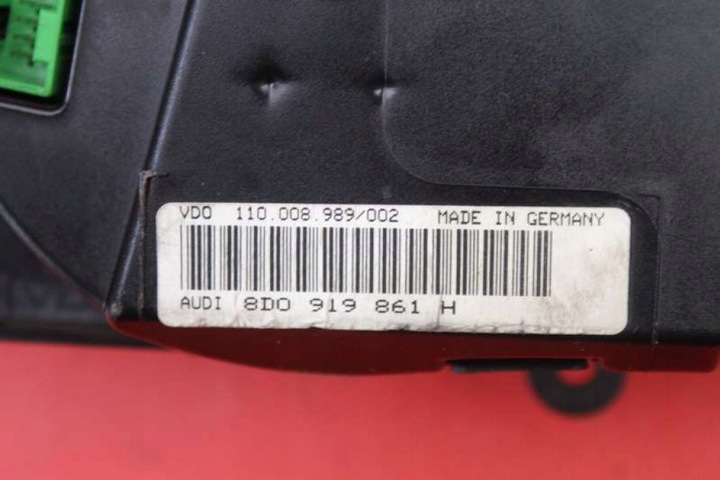 VDO 110.008.989/002 MADE IN GERMANY
AUDI 8D0 919 861 H